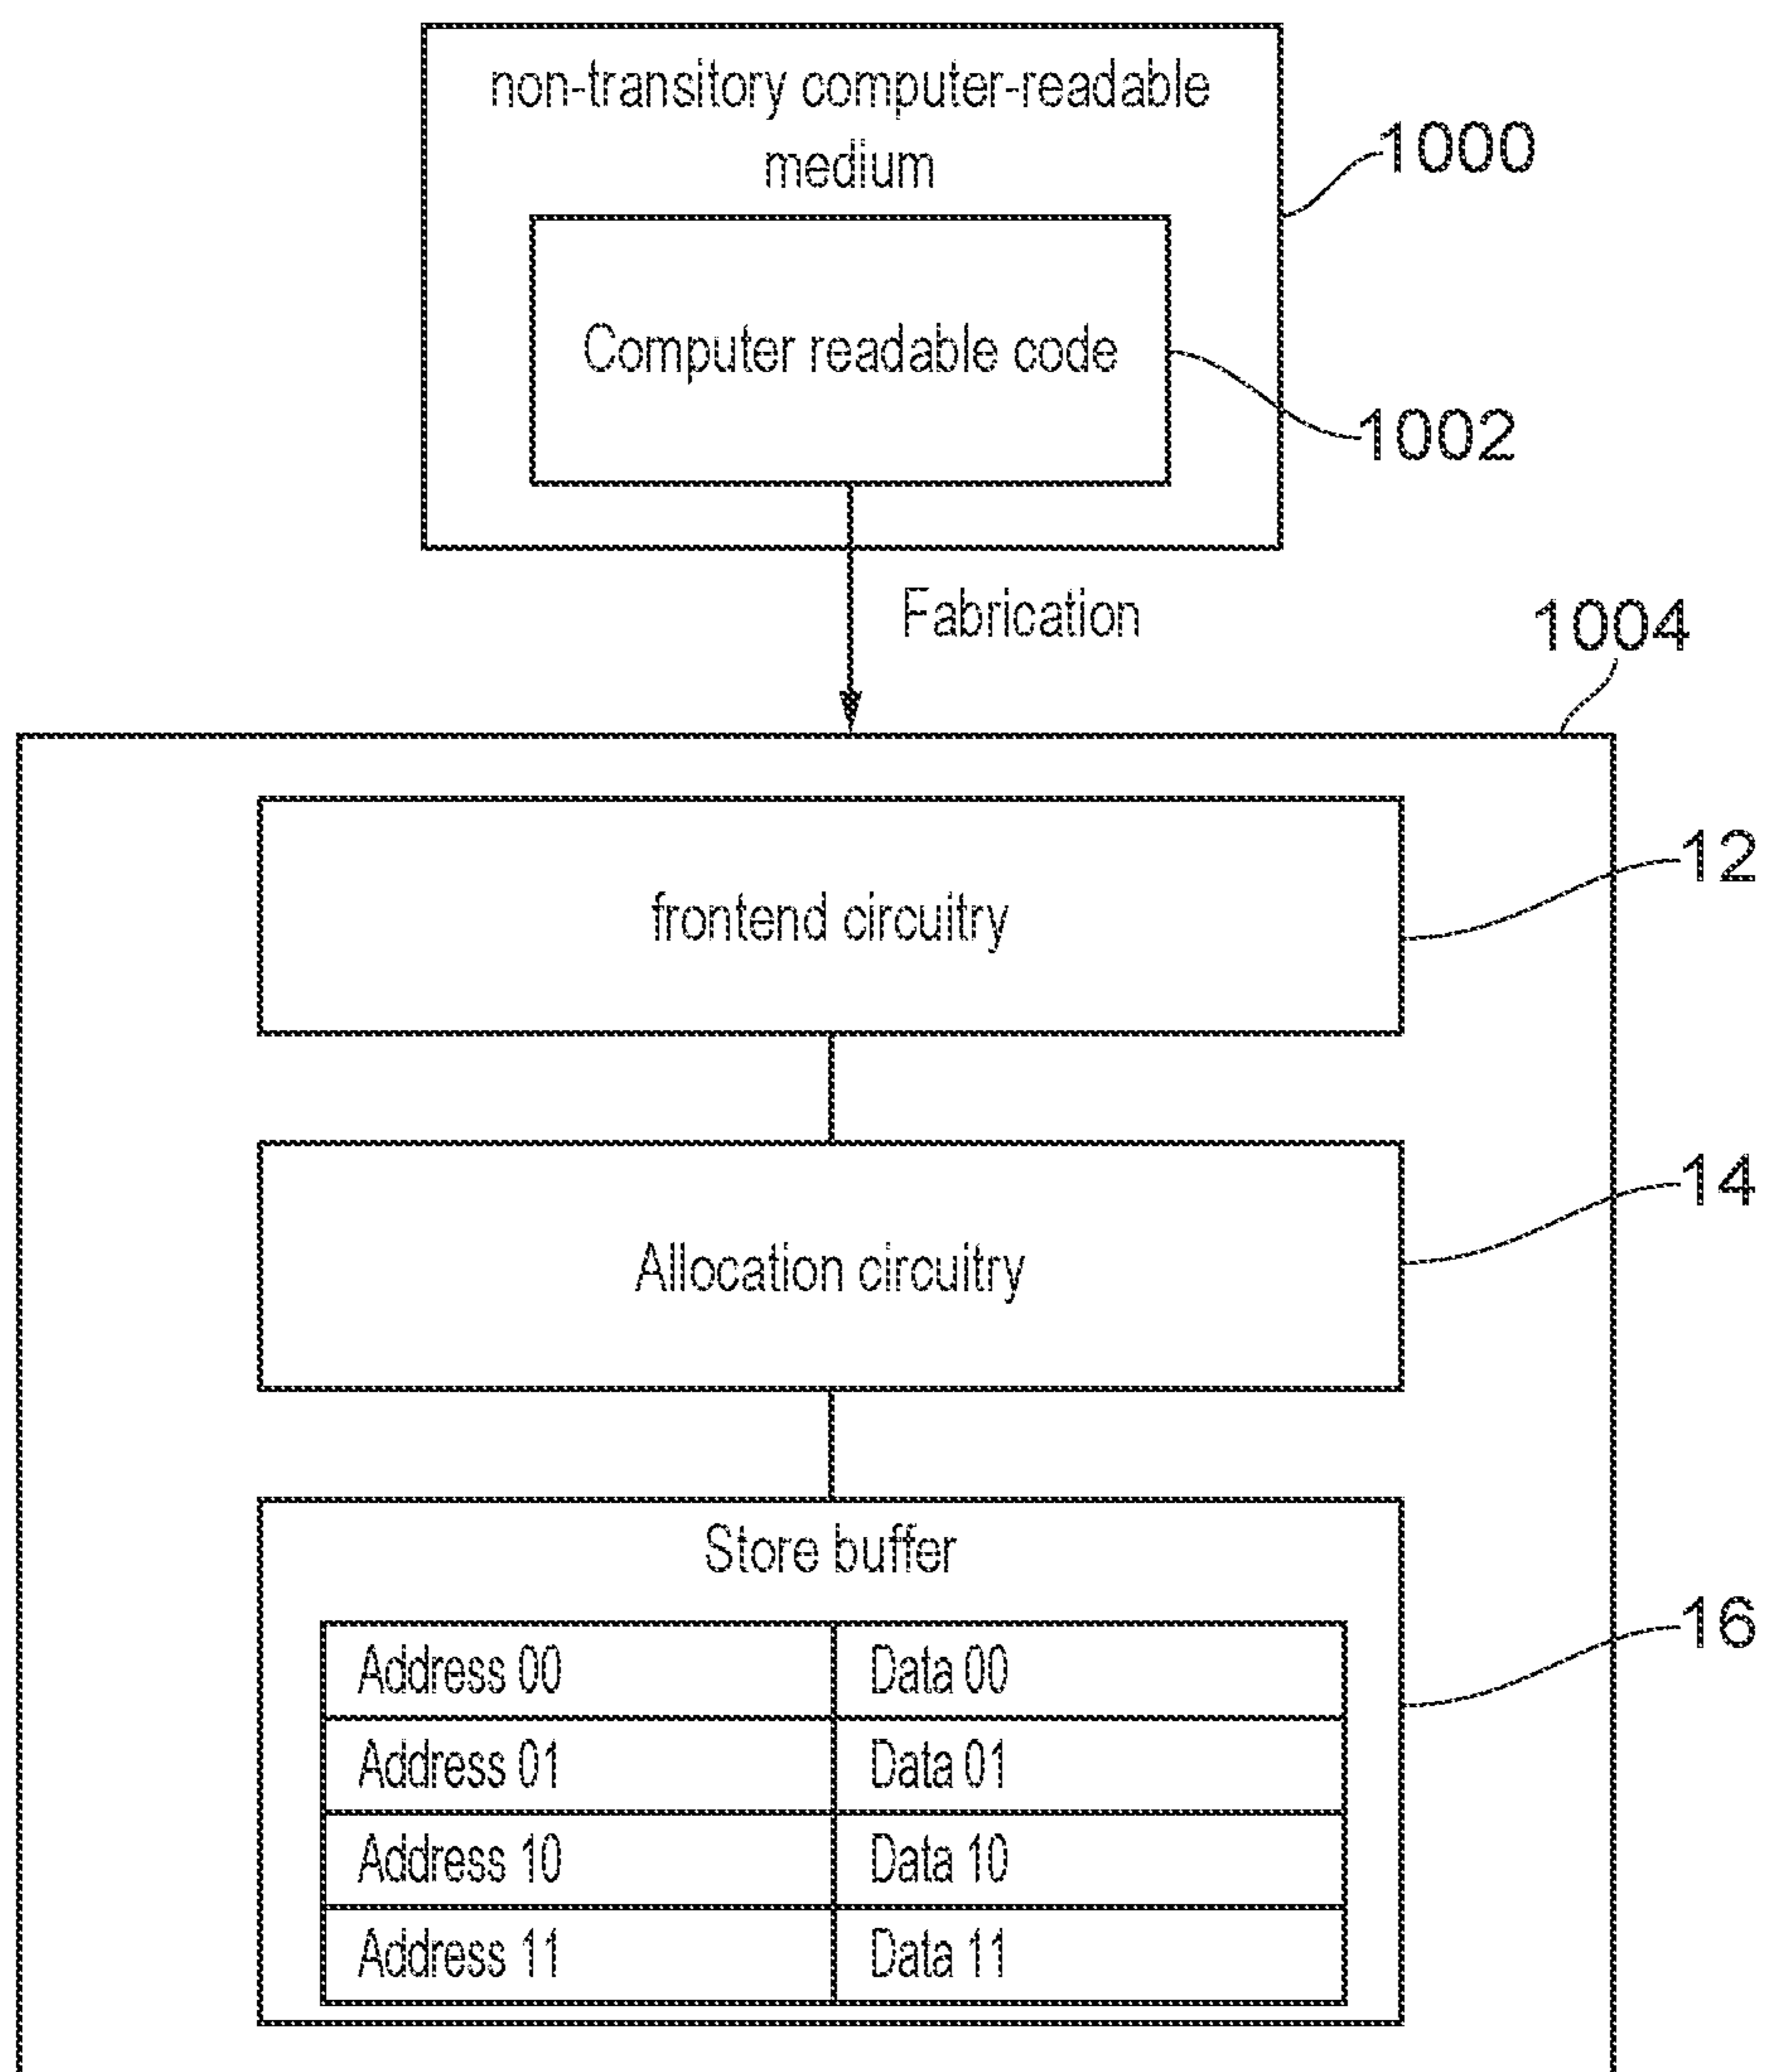 non-transitory computer-readable
medium
1000
Computer readable code
1002
Fabrication
1004
frontend circuitry
12
Allocation circuitry
14
Store buffer
16
Address 00 Data 00
Address 01 Data 01
Address 10 Data 10
Address 11 Data 11